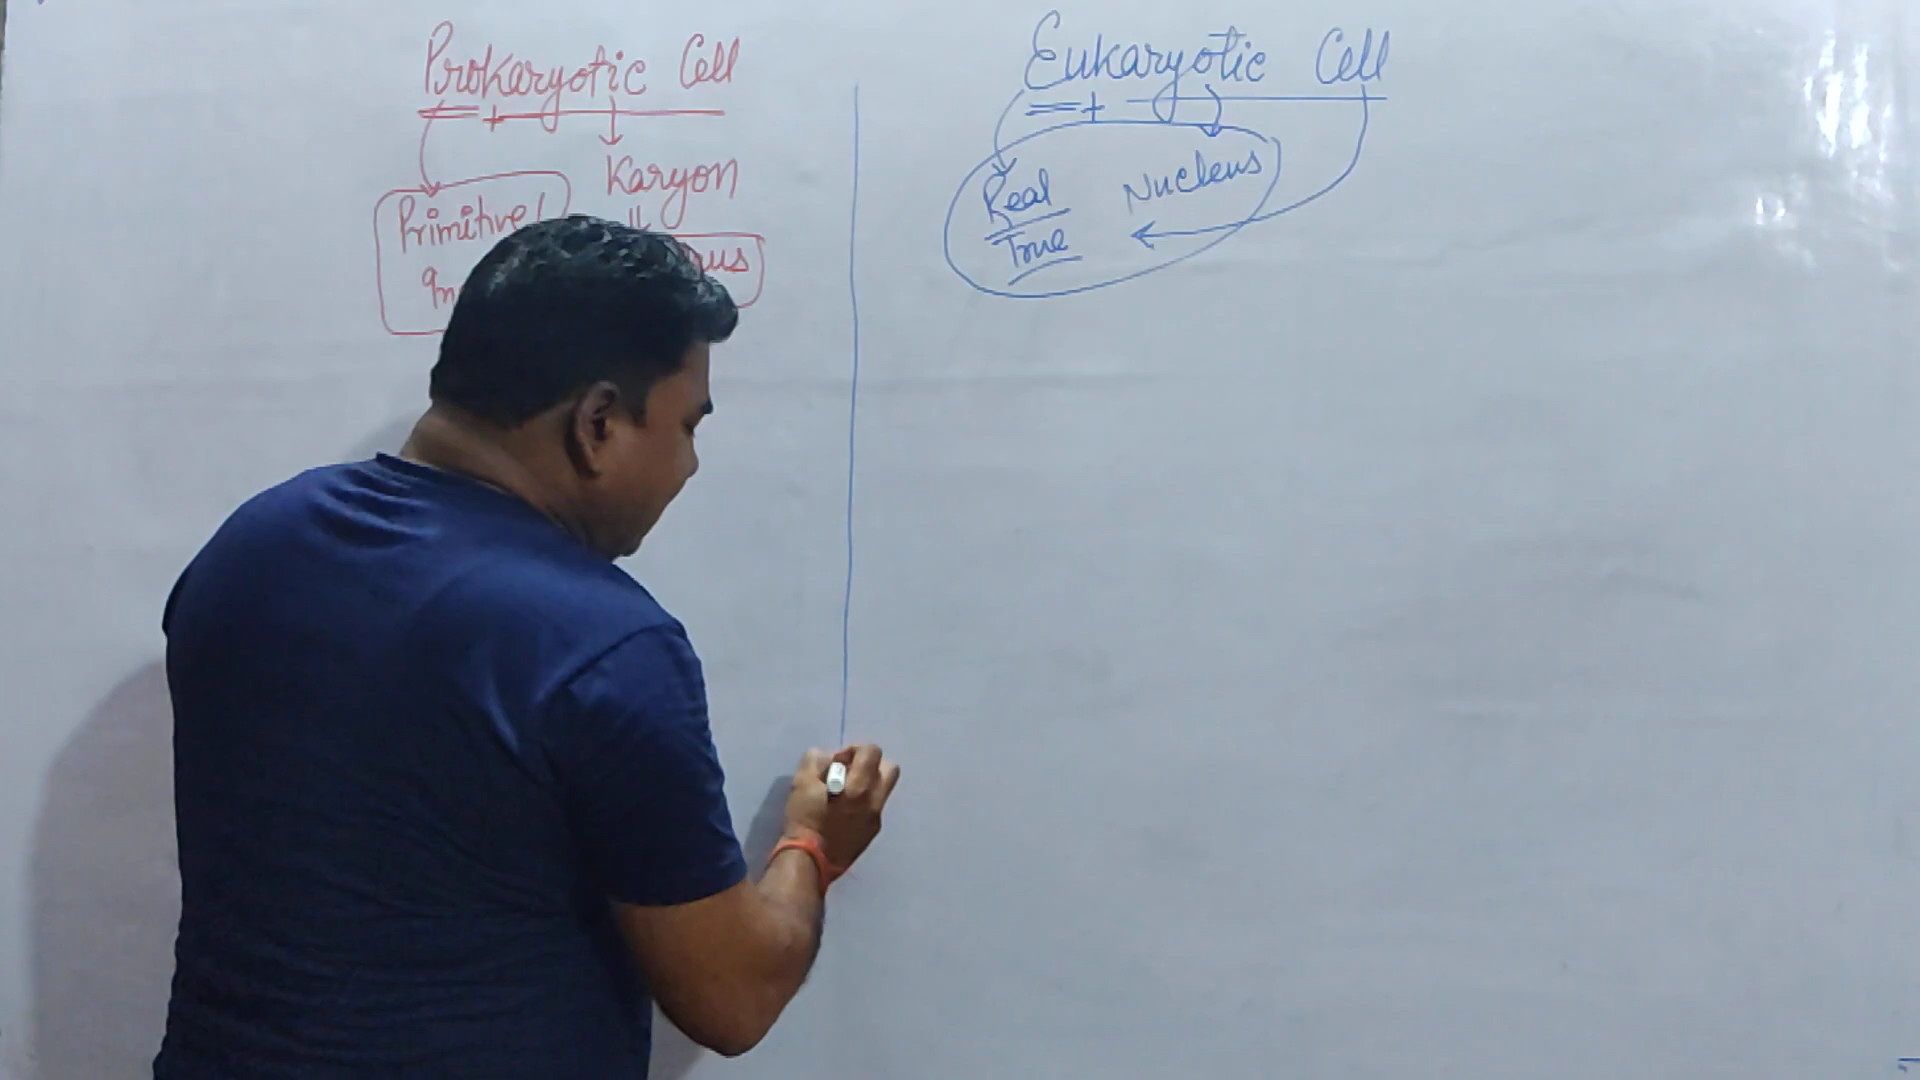 Prokaryotic Cell
Karyon
Primitive/
Eukaryotic Cell
Real Nucleus
True